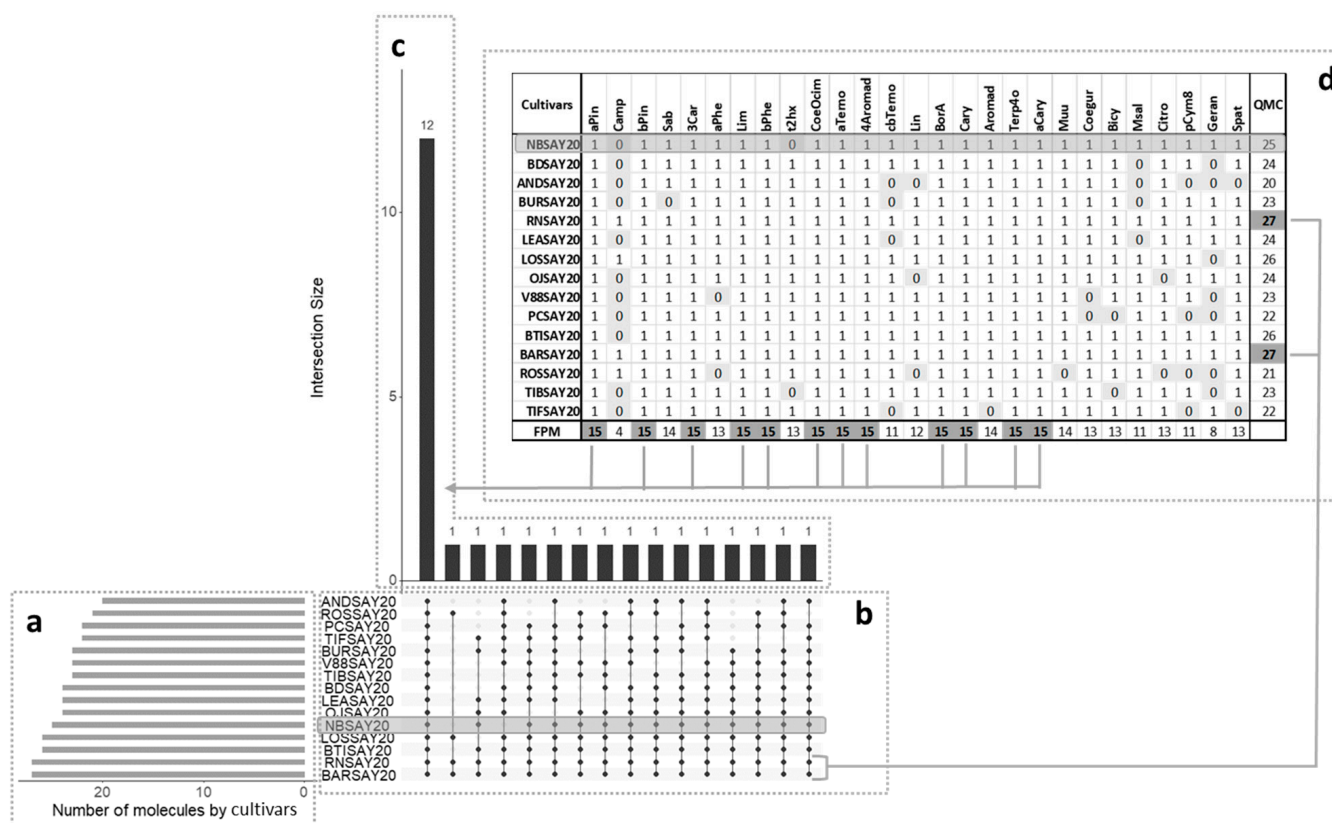 c
d
Cultivars aPin Camp bPin Sab 3Car aPhe Lim bPhe t2hx CoeOcim aTerno 4Aromad cbTerno Lin BorA Cary Aromad Terp4o aCary Muu Coegur Bicy Msal Citro pCym8 Geran Spat QMC
NBSAY20 1 0 1 1 1 1 1 1 0 1 1 1 1 1 1 1 1 1 1 1 1 1 1 1 1 1 1 25
BDSAY20 1 0 1 1 1 1 1 1 1 1 1 1 1 1 1 1 1 1 1 1 1 1 0 1 1 0 1 24
ANDSAY20 1 0 1 1 1 1 1 1 1 1 1 1 0 0 1 1 1 1 1 1 1 1 0 1 0 0 0 20
BURSAY20 1 0 1 0 1 1 1 1 1 1 1 1 0 1 1 1 1 1 1 1 1 1 0 1 1 1 1 23
RNSAY20 1 1 1 1 1 1 1 1 1 1 1 1 1 1 1 1 1 1 1 1 1 1 1 1 1 1 1 27
LEASAY20 1 0 1 1 1 1 1 1 1 1 1 1 0 1 1 1 1 1 1 1 1 1 0 1 1 1 1 24
LOSSAY20 1 1 1 1 1 1 1 1 1 1 1 1 1 1 1 1 1 1 1 1 1 1 1 1 1 0 1 26
OJSAY20 1 0 1 1 1 1 1 1 1 1 1 1 1 0 1 1 1 1 1 1 1 1 1 0 1 1 1 24
V88SAY20 1 0 1 1 1 0 1 1 1 1 1 1 1 1 1 1 1 1 1 1 0 1 1 1 1 0 1 23
PCSAY20 1 0 1 1 1 1 1 1 1 1 1 1 1 1 1 1 1 1 1 1 0 0 1 1 0 0 1 22
BTISAY20 1 0 1 1 1 1 1 1 1 1 1 1 1 1 1 1 1 1 1 1 1 1 1 1 1 1 1 26
BARSAY20 1 1 1 1 1 1 1 1 1 1 1 1 1 1 1 1 1 1 1 1 1 1 1 1 1 1 1 27
ROSSAY20 1 1 1 1 1 0 1 1 1 1 1 1 1 0 1 1 1 1 1 0 1 1 1 0 0 0 1 21
TIBSAY20 1 0 1 1 1 1 1 1 0 1 1 1 1 1 1 1 1 1 1 1 1 0 1 1 1 0 1 23
TIFSAY20 1 0 1 1 1 1 1 1 1 1 1 1 0 1 1 1 0 1 1 1 1 1 1 1 0 1 0 22
FPM 15 4 15 14 15 13 15 15 13 15 15 15 11 12 15 15 14 15 15 14 13 13 11 13 11 8 13
Intersection Size
12
10
5
0
1 1 1 1 1 1 1 1 1 1 1 1 1 1 1
a
b
ANDSAY20
ROSSAY20
PCSAY20
TIFSAY20
BURSAY20
V88SAY20
TIBSAY20
BDSAY20
LEASAY20
OJSAY20
NBSAY20
LOSSAY20
BTISAY20
RNSAY20
BARSAY20
20 10 0
Number of molecules by cultivars